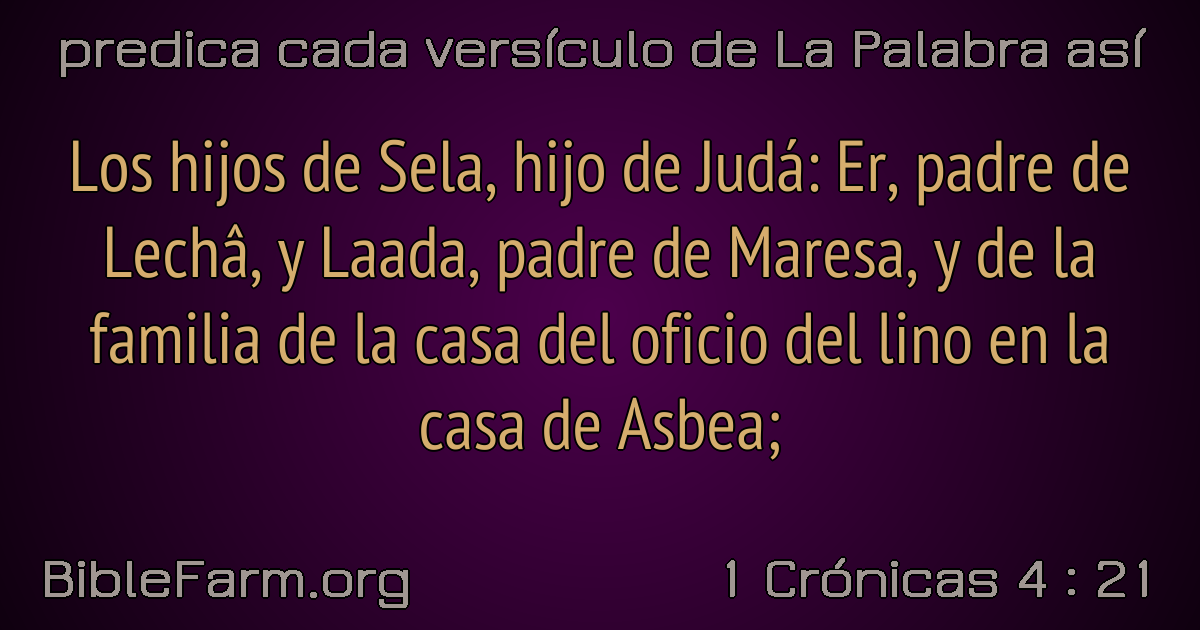 predica cada versículo de La Palabra así
Los hijos de Sela, hijo de Judá: Er, padre de
Lechâ, y Laada, padre de Maresa, y de la
familia de la casa del oficio del lino en la
casa de Asbea;
BibleFarm.org
1 Crónicas 4 : 21